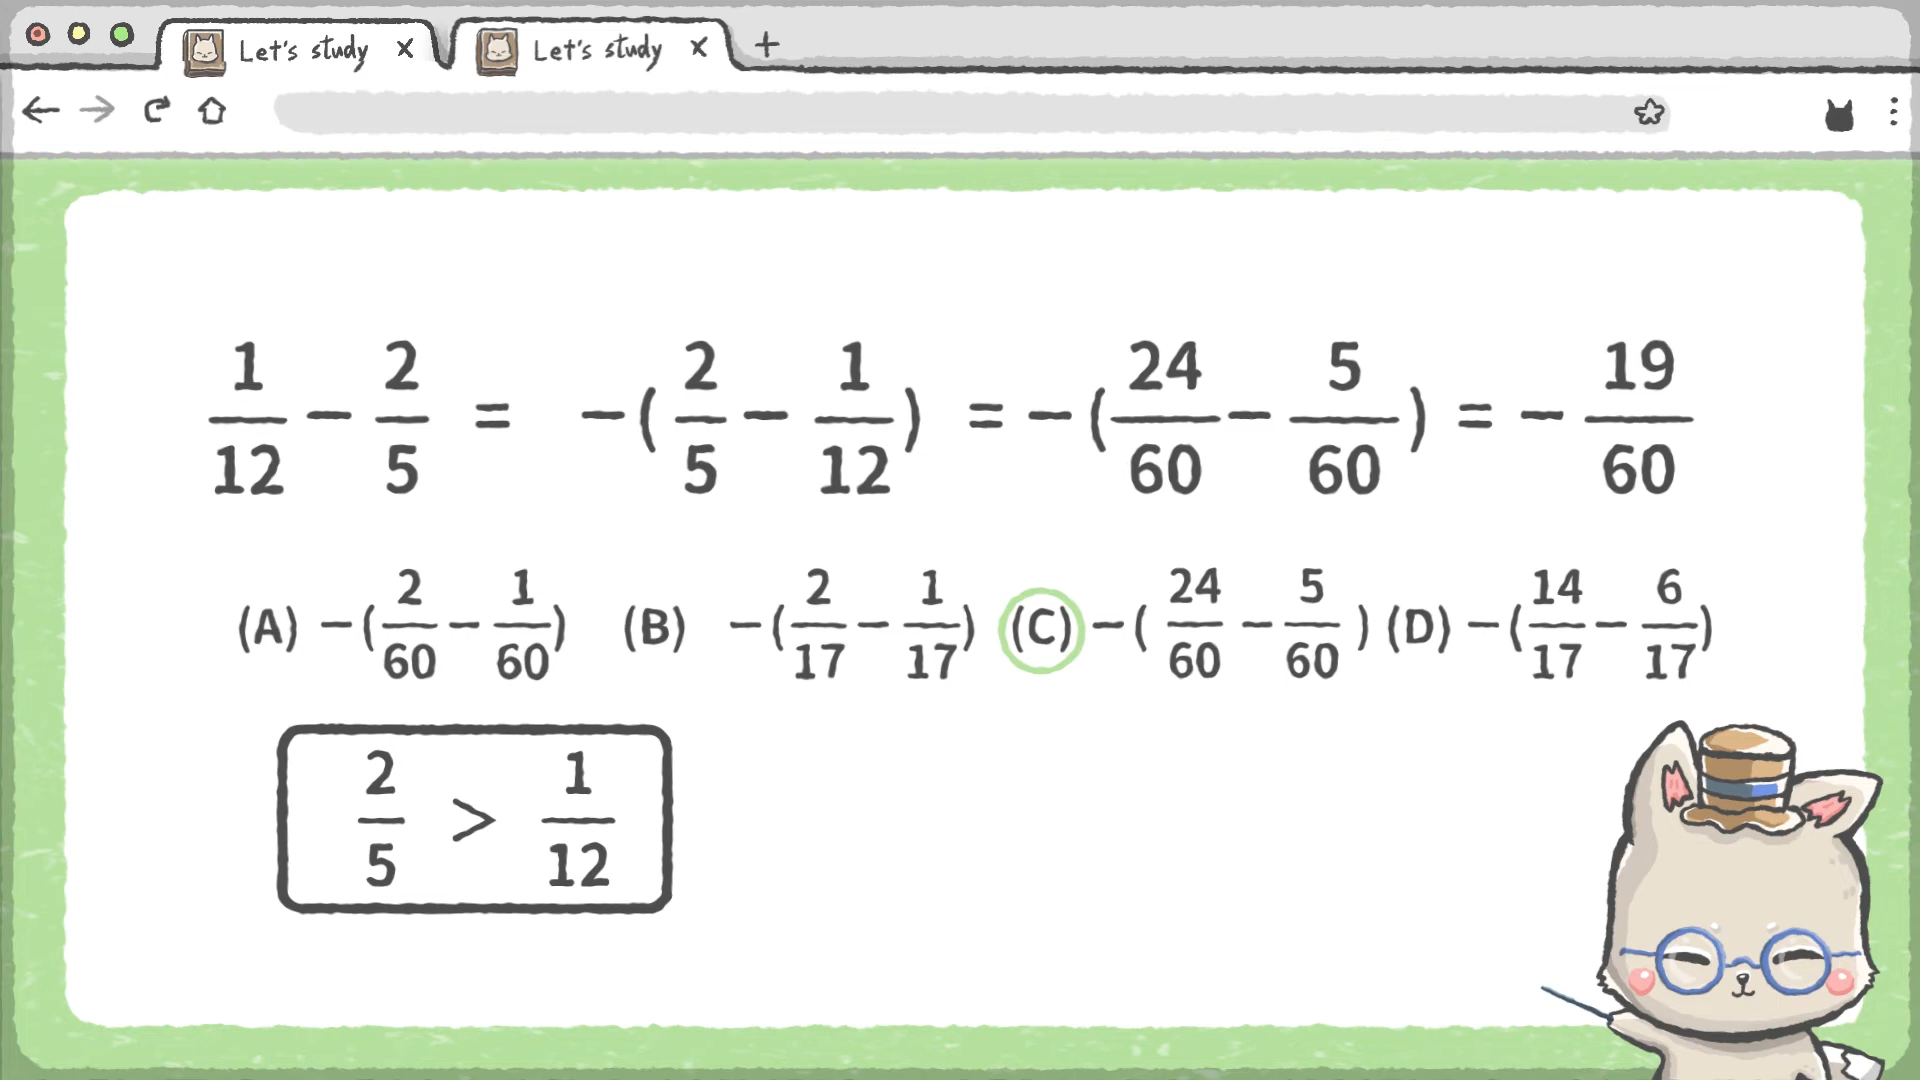 Let's study × Let's study × +
1/12 − 2/5 = −(2/5 − 1/12) = −(24/60 − 5/60) = − 19/60
(A) −(2/60 − 1/60) (B) −(2/17 − 1/17) (C) −(24/60 − 5/60) (D) −(14/17 − 6/17)
2/5 > 1/12